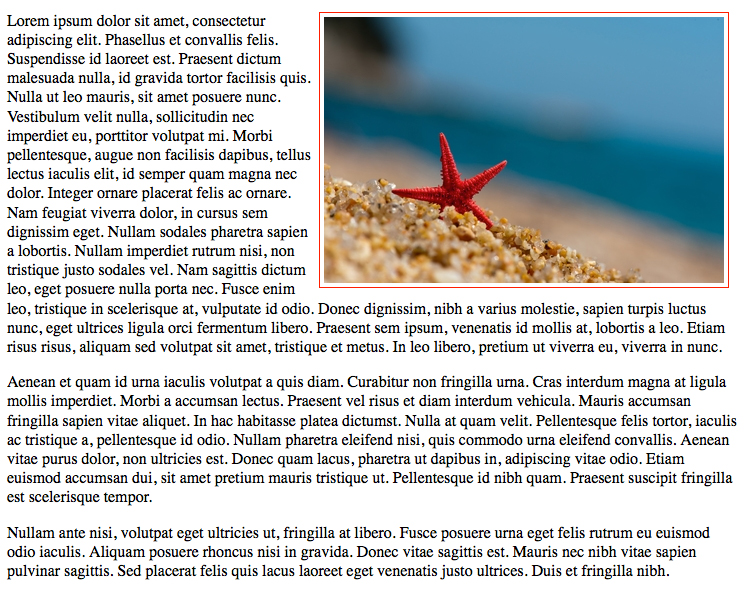 Lorem ipsum dolor sit amet, consectetur
adipiscing elit. Phasellus et convallis felis.
Suspendisse id laoreet est. Praesent dictum
malesuada nulla, id gravida tortor facilisis quis.
Nulla ut leo mauris, sit amet posuere nunc.
Vestibulum velit nulla, sollicitudin nec
imperdiet eu, porttitor volutpat mi. Morbi
pellentesque, augue non facilisis dapibus, tellus
lectus iaculis elit, id semper quam magna nec
dolor. Integer ornare placerat felis ac ornare.
Nam feugiat viverra dolor, in cursus sem
dignissim eget. Nullam sodales pharetra sapien
a lobortis. Nullam imperdiet rutrum nisi, non
tristique justo sodales vel. Nam sagittis dictum
leo, eget posuere nulla porta nec. Fusce enim
leo, tristique in scelerisque at, vulputate id odio. Donec dignissim, nibh a varius molestie, sapien turpis luctus
nunc, eget ultrices ligula orci fermentum libero. Praesent sem ipsum, venenatis id mollis at, lobortis a leo. Etiam
risus risus, aliquam sed volutpat sit amet, tristique et metus. In leo libero, pretium ut viverra eu, viverra in nunc.
Aenean et quam id urna iaculis volutpat a quis diam. Curabitur non fringilla urna. Cras interdum magna at ligula
mollis imperdiet. Morbi a accumsan lectus. Praesent vel risus et diam interdum vehicula. Mauris accumsan
fringilla sapien vitae aliquet. In hac habitasse platea dictumst. Nulla at quam velit. Pellentesque felis tortor, iaculis
ac tristique a, pellentesque id odio. Nullam pharetra eleifend nisi, quis commodo urna eleifend convallis. Aenean
vitae purus dolor, non ultricies est. Donec quam lacus, pharetra ut dapibus in, adipiscing vitae odio. Etiam
euismod accumsan dui, sit amet pretium mauris tristique ut. Pellentesque id nibh quam. Praesent suscipit fringilla
est scelerisque tempor.
Nullam ante nisi, volutpat eget ultricies ut, fringilla at libero. Fusce posuere urna eget felis rutrum eu euismod
odio iaculis. Aliquam posuere rhoncus nisi in gravida. Donec vitae sagittis est. Mauris nec nibh vitae sapien
pulvinar sagittis. Sed placerat felis quis lacus laoreet eget venenatis justo ultrices. Duis et fringilla nibh.